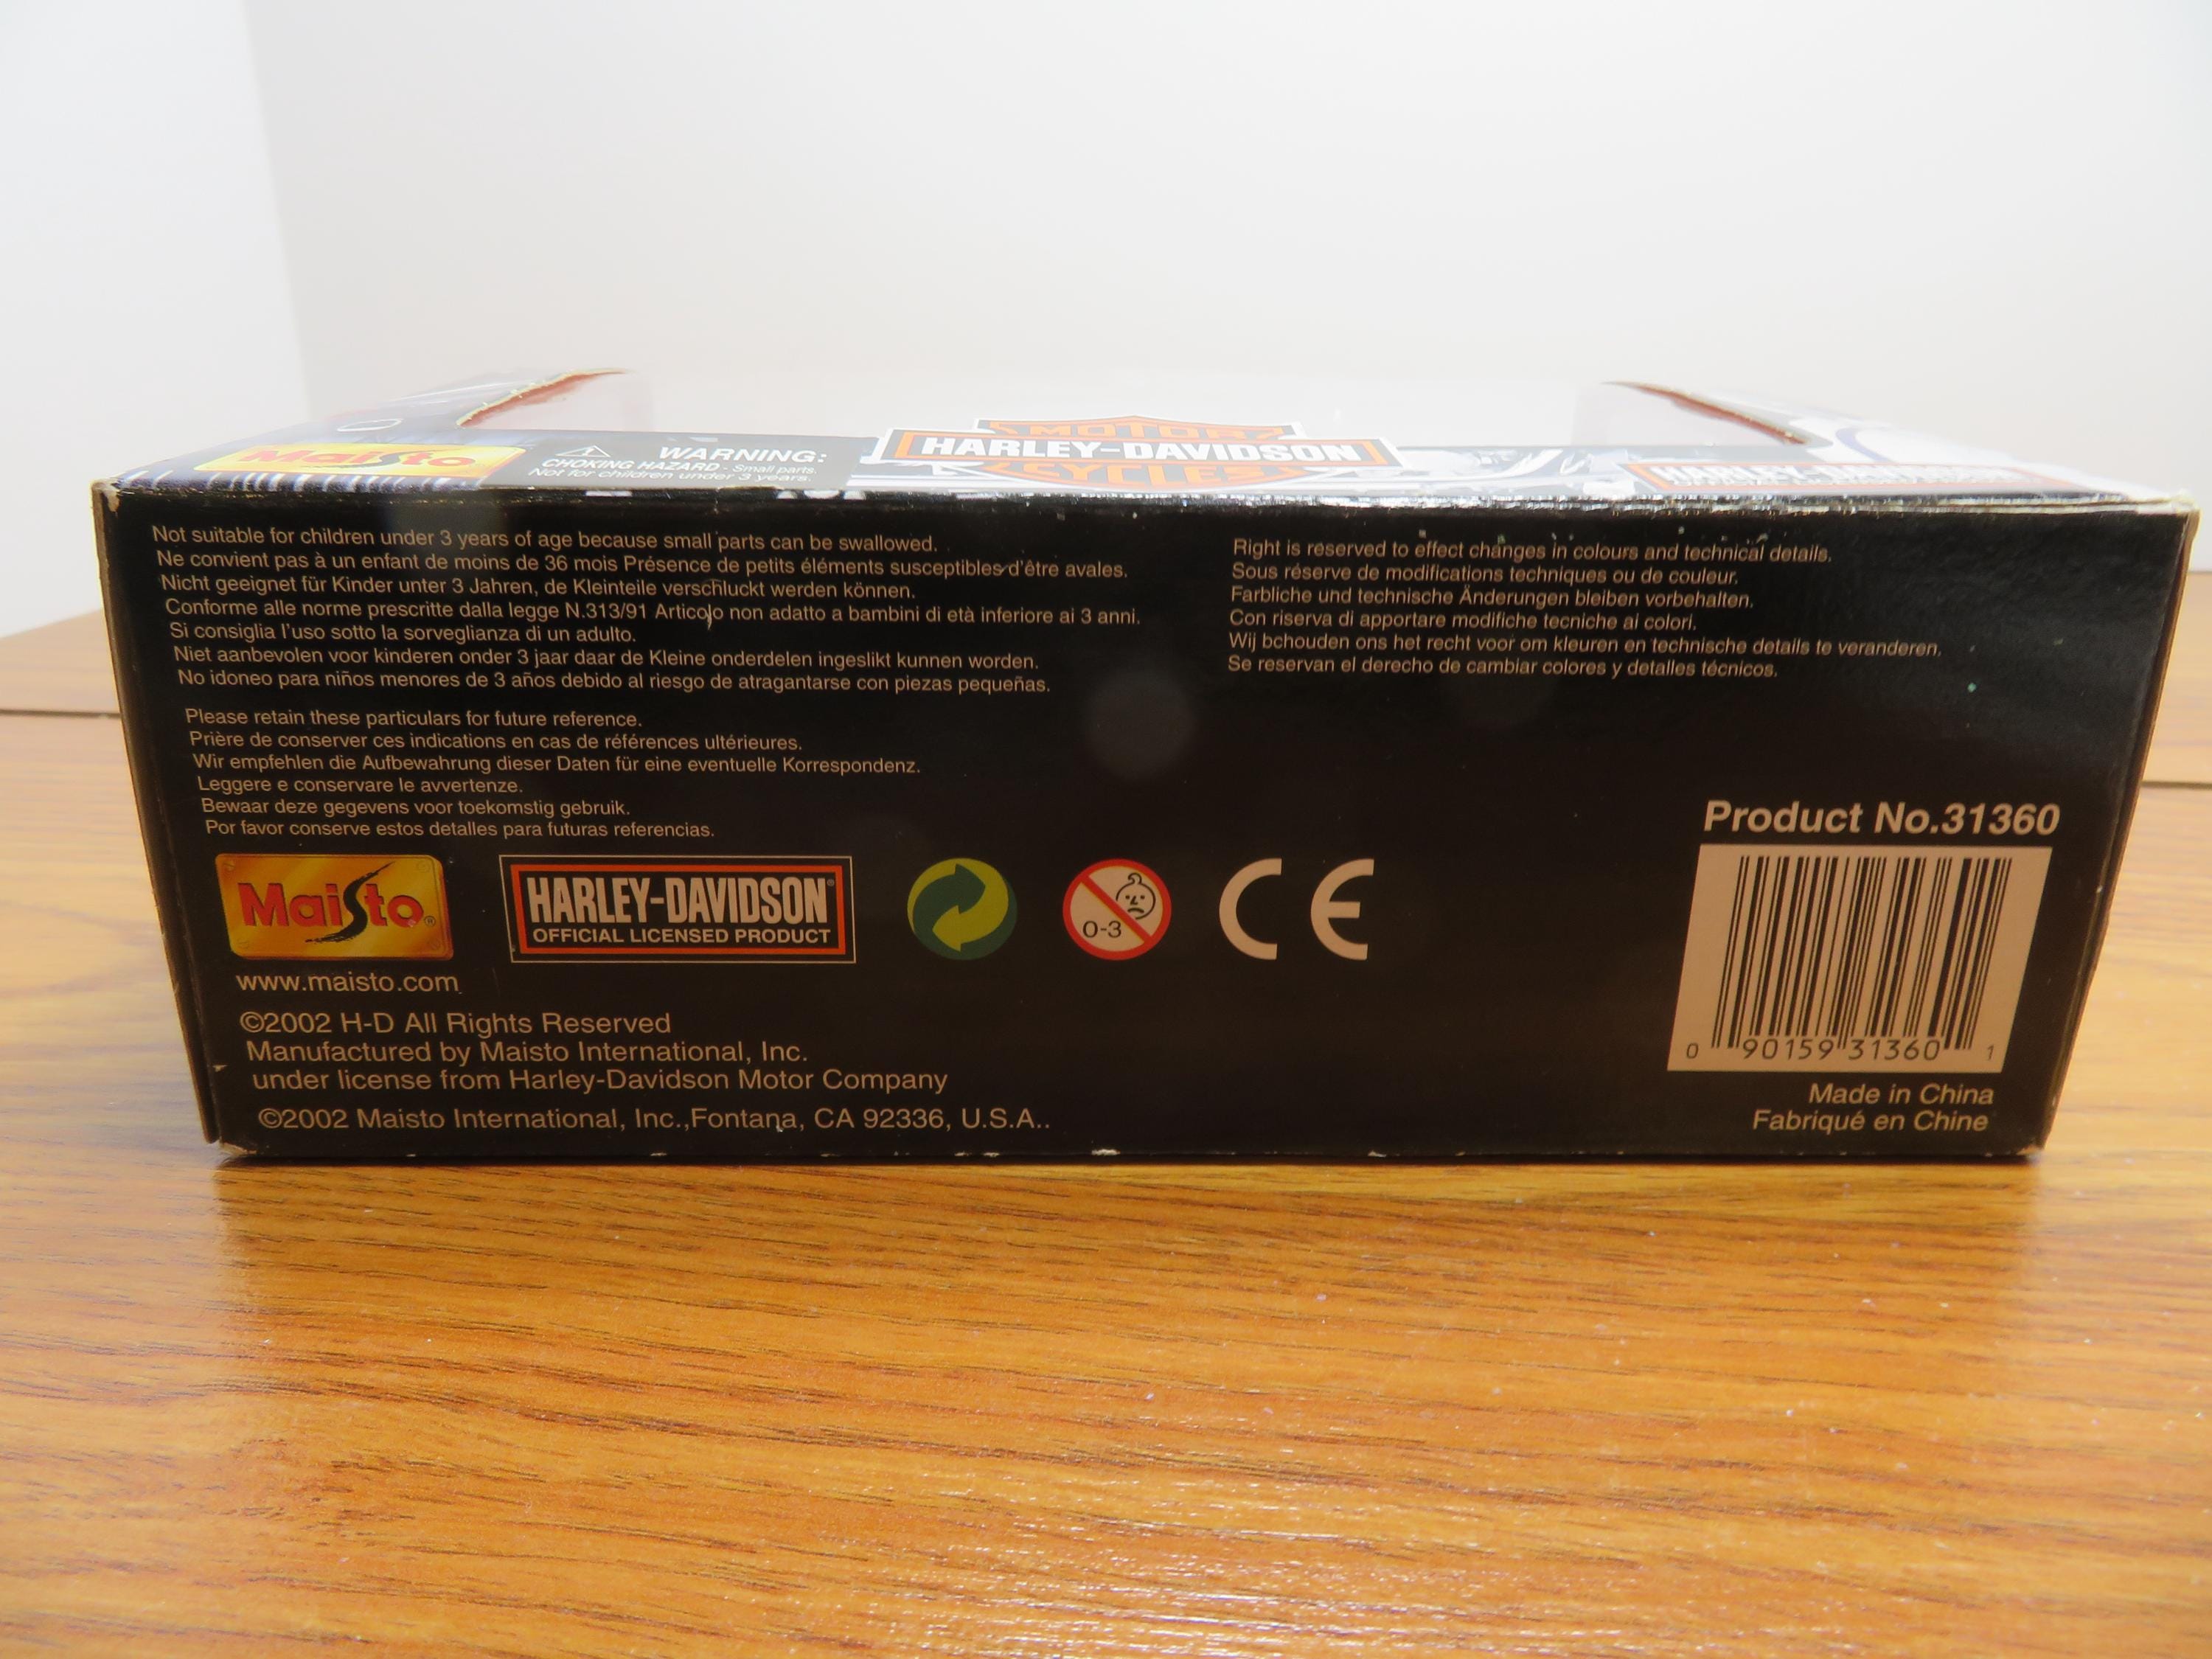 Maisto
WARNING:
CHOKING HAZARD - Small parts.
Not for children under 3 years.
MOTOR
HARLEY-DAVIDSON
CYCLES
HARLEY-DAVIDSON
Not suitable for children under 3 years of age because small parts can be swallowed.
Ne convient pas à un enfant de moins de 36 mois Présence de petits éléments susceptibles d'être avales.
Nicht geeignet für Kinder unter 3 Jahren, de Kleinteile verschluckt werden können.
Conforme alle norme prescritte dalla legge N.313/91 Articolo non adatto a bambini di età inferiore ai 3 anni.
Si consiglia l'uso sotto la sorveglianza di un adulto.
Niet aanbevolen voor kinderen onder 3 jaar daar de Kleine onderdelen ingeslikt kunnen worden.
No idoneo para niños menores de 3 años debido al riesgo de atragantarse con piezas pequeñas.
Please retain these particulars for future reference.
Prière de conserver ces indications en cas de références ultérieures.
Wir empfehlen die Aufbewahrung dieser Daten für eine eventuelle Korrespondenz.
Leggere e conservare le avvertenze.
Bewaar deze gegevens voor toekomstig gebruik.
Por favor conserve estos detalles para futuras referencias.
Right is reserved to effect changes in colours and technical details.
Sous réserve de modifications techniques ou de couleur.
Farbliche und technische Änderungen bleiben vorbehalten.
Con riserva di apportare modifiche tecniche ai colori.
Wij bchouden ons het recht voor om kleuren en technische details te veranderen.
Se reservan el derecho de cambiar colores y detalles técnicos.
Maisto®
www.maisto.com
HARLEY-DAVIDSON®
OFFICIAL LICENSED PRODUCT
0-3
CE
©2002 H-D All Rights Reserved
Manufactured by Maisto International, Inc.
under license from Harley-Davidson Motor Company
©2002 Maisto International, Inc.,Fontana, CA 92336, U.S.A..
Product No.31360
0 90159 31360 1
Made in China
Fabriqué en Chine